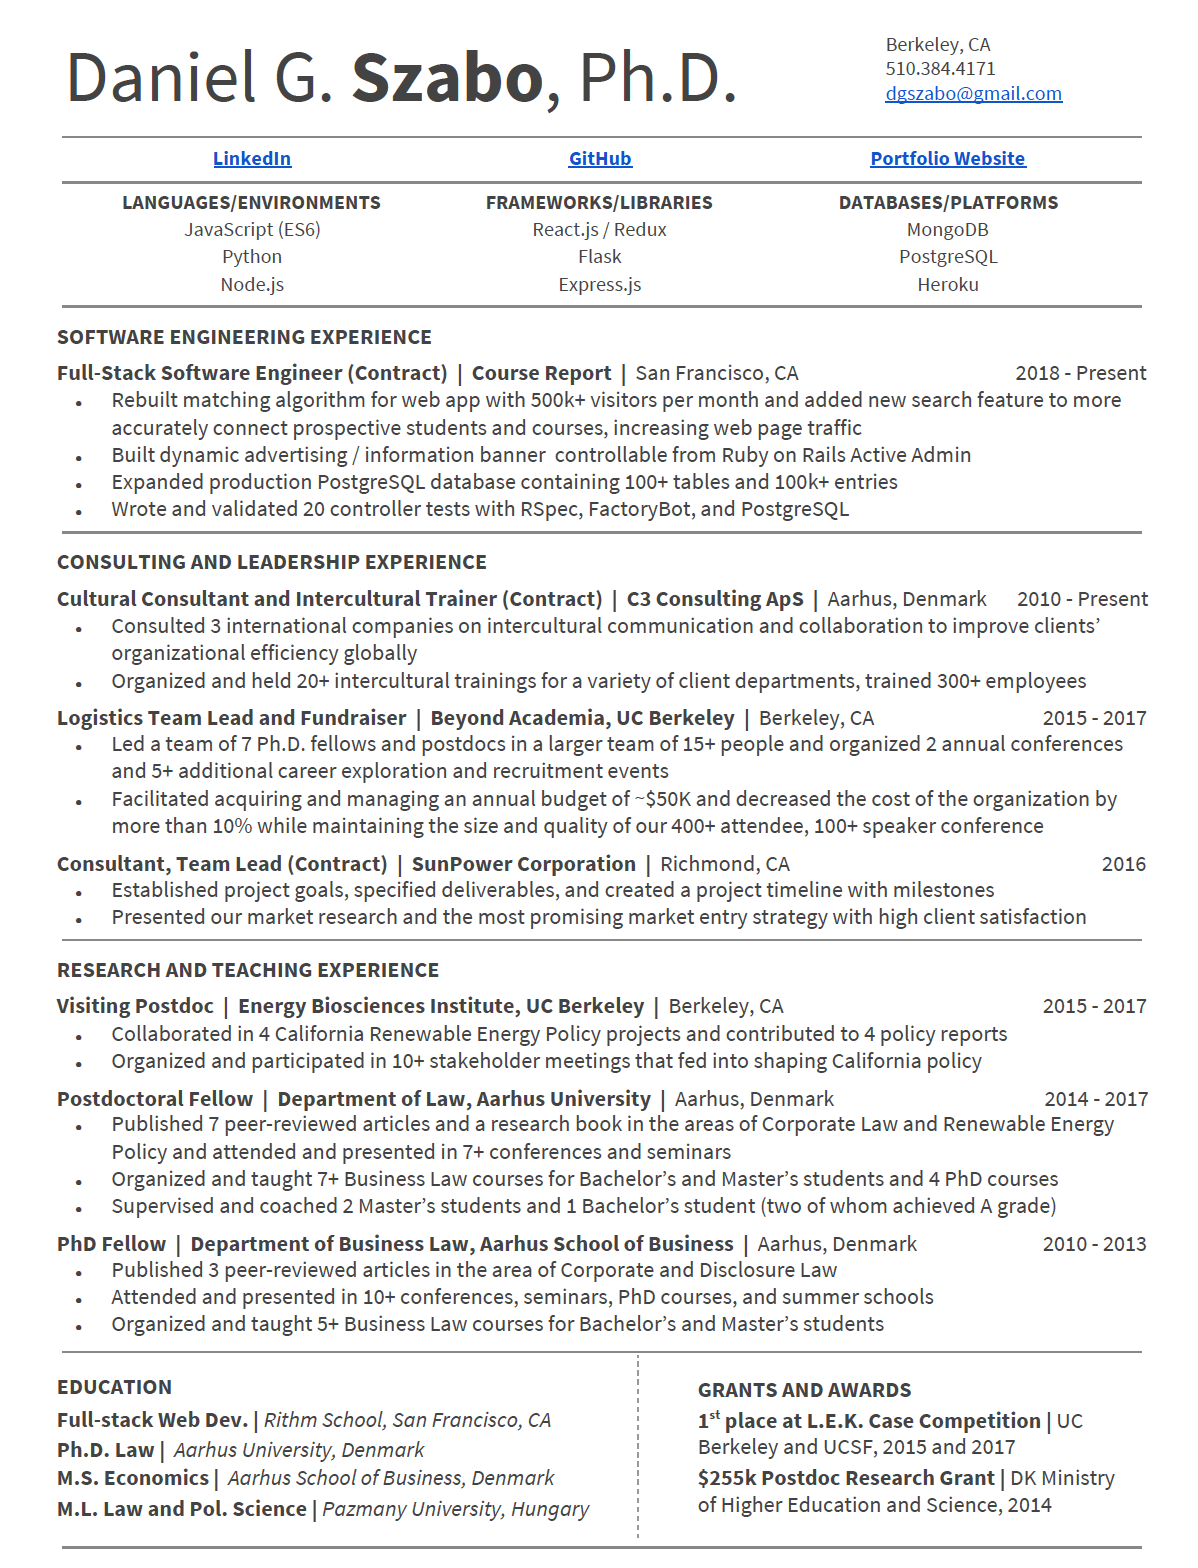 Daniel G. Szabo, Ph.D.
Berkeley, CA
510.384.4171
dgszabo@gmail.com
LinkedIn GitHub Portfolio Website
LANGUAGES/ENVIRONMENTS FRAMEWORKS/LIBRARIES DATABASES/PLATFORMS
JavaScript (ES6) React.js / Redux MongoDB
Python Flask PostgreSQL
Node.js Express.js Heroku
SOFTWARE ENGINEERING EXPERIENCE
Full-Stack Software Engineer (Contract) | Course Report | San Francisco, CA 2018 - Present
• Rebuilt matching algorithm for web app with 500k+ visitors per month and added new search feature to more
accurately connect prospective students and courses, increasing web page traffic
• Built dynamic advertising / information banner controllable from Ruby on Rails Active Admin
• Expanded production PostgreSQL database containing 100+ tables and 100k+ entries
• Wrote and validated 20 controller tests with RSpec, FactoryBot, and PostgreSQL
CONSULTING AND LEADERSHIP EXPERIENCE
Cultural Consultant and Intercultural Trainer (Contract) | C3 Consulting ApS | Aarhus, Denmark 2010 - Present
• Consulted 3 international companies on intercultural communication and collaboration to improve clients’
organizational efficiency globally
• Organized and held 20+ intercultural trainings for a variety of client departments, trained 300+ employees
Logistics Team Lead and Fundraiser | Beyond Academia, UC Berkeley | Berkeley, CA 2015 - 2017
• Led a team of 7 Ph.D. fellows and postdocs in a larger team of 15+ people and organized 2 annual conferences
and 5+ additional career exploration and recruitment events
• Facilitated acquiring and managing an annual budget of ~$50K and decreased the cost of the organization by
more than 10% while maintaining the size and quality of our 400+ attendee, 100+ speaker conference
Consultant, Team Lead (Contract) | SunPower Corporation | Richmond, CA 2016
• Established project goals, specified deliverables, and created a project timeline with milestones
• Presented our market research and the most promising market entry strategy with high client satisfaction
RESEARCH AND TEACHING EXPERIENCE
Visiting Postdoc | Energy Biosciences Institute, UC Berkeley | Berkeley, CA 2015 - 2017
• Collaborated in 4 California Renewable Energy Policy projects and contributed to 4 policy reports
• Organized and participated in 10+ stakeholder meetings that fed into shaping California policy
Postdoctoral Fellow | Department of Law, Aarhus University | Aarhus, Denmark 2014 - 2017
• Published 7 peer-reviewed articles and a research book in the areas of Corporate Law and Renewable Energy
Policy and attended and presented in 7+ conferences and seminars
• Organized and taught 7+ Business Law courses for Bachelor’s and Master’s students and 4 PhD courses
• Supervised and coached 2 Master’s students and 1 Bachelor’s student (two of whom achieved A grade)
PhD Fellow | Department of Business Law, Aarhus School of Business | Aarhus, Denmark 2010 - 2013
• Published 3 peer-reviewed articles in the area of Corporate and Disclosure Law
• Attended and presented in 10+ conferences, seminars, PhD courses, and summer schools
• Organized and taught 5+ Business Law courses for Bachelor’s and Master’s students
EDUCATION
Full-stack Web Dev. | Rithm School, San Francisco, CA
Ph.D. Law | Aarhus University, Denmark
M.S. Economics | Aarhus School of Business, Denmark
M.L. Law and Pol. Science | Pazmany University, Hungary
GRANTS AND AWARDS
1st place at L.E.K. Case Competition | UC
Berkeley and UCSF, 2015 and 2017
$255k Postdoc Research Grant | DK Ministry
of Higher Education and Science, 2014